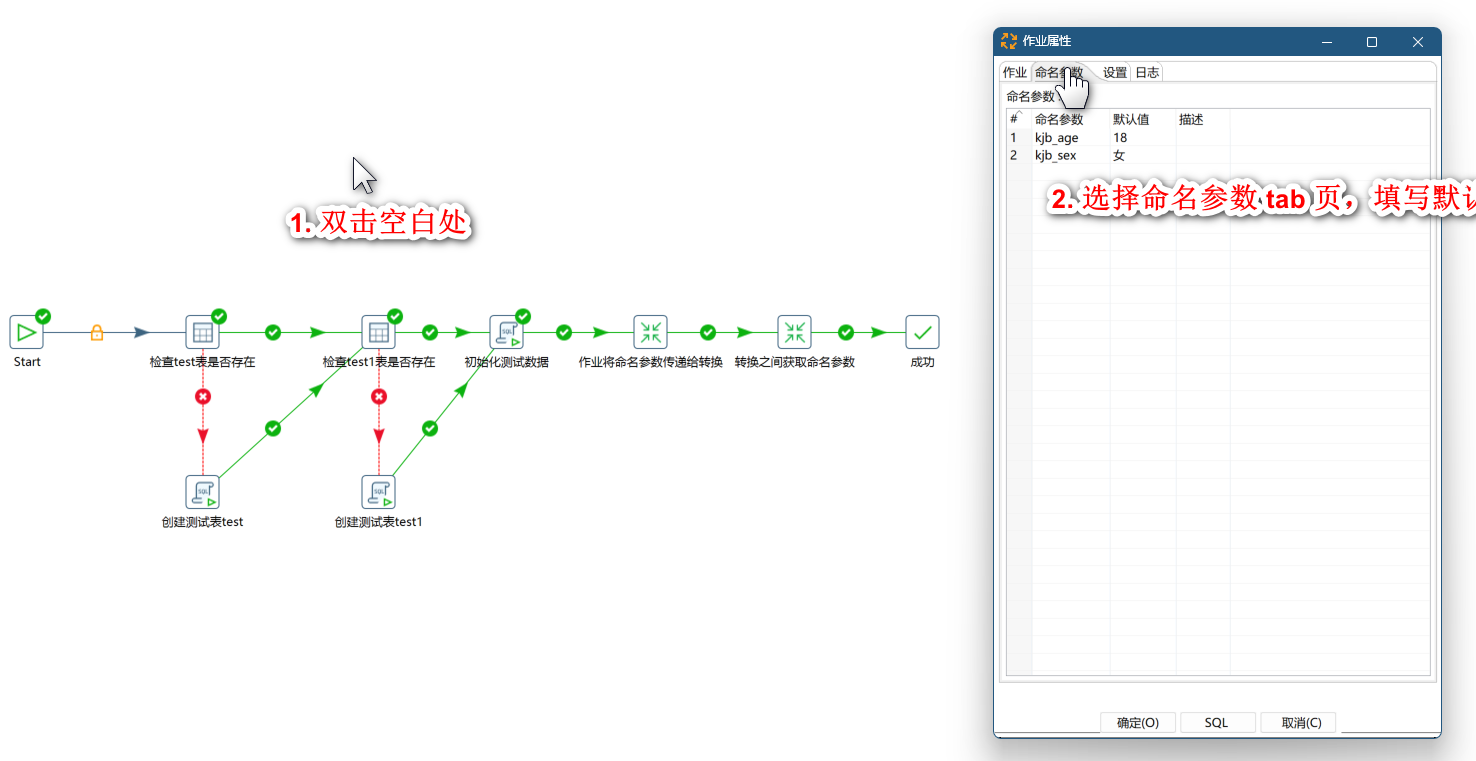 作业属性
作业 命名参数 设置 日志
命名参数
# 命名参数 默认值 描述
1 kjb_age 18
2 kjb_sex 女
1. 双击空白处
2. 选择命名参数 tab 页，填写默认
Start
检查test表是否存在
检查test1表是否存在
初始化测试数据
作业将命名参数传递给转换
转换之间获取命名参数
成功
创建测试表test
创建测试表test1
确定(O) SQL 取消(C)